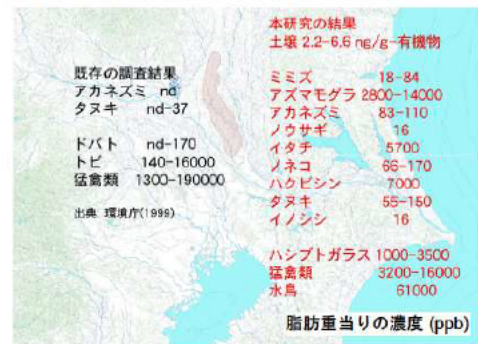 既存の調査結果
アカネズミ nd
タヌキ nd-37
ドバト nd-170
トビ 140-16000
猛禽類 1300-190000
出典 環境庁(1999)
本研究の結果
土壌 2.2-6.6 ng/g-有機物
ミミズ 18-84
アズマモグラ 2800-14000
アカネズミ 83-110
ノウサギ 16
イタチ 5700
ノネコ 66-170
ハクビシン 7000
タヌキ 55-150
イノシシ 16
ハシブトガラス 1000-3500
猛禽類 3200-16000
水鳥 61000
脂肪重当りの濃度 (ppb)